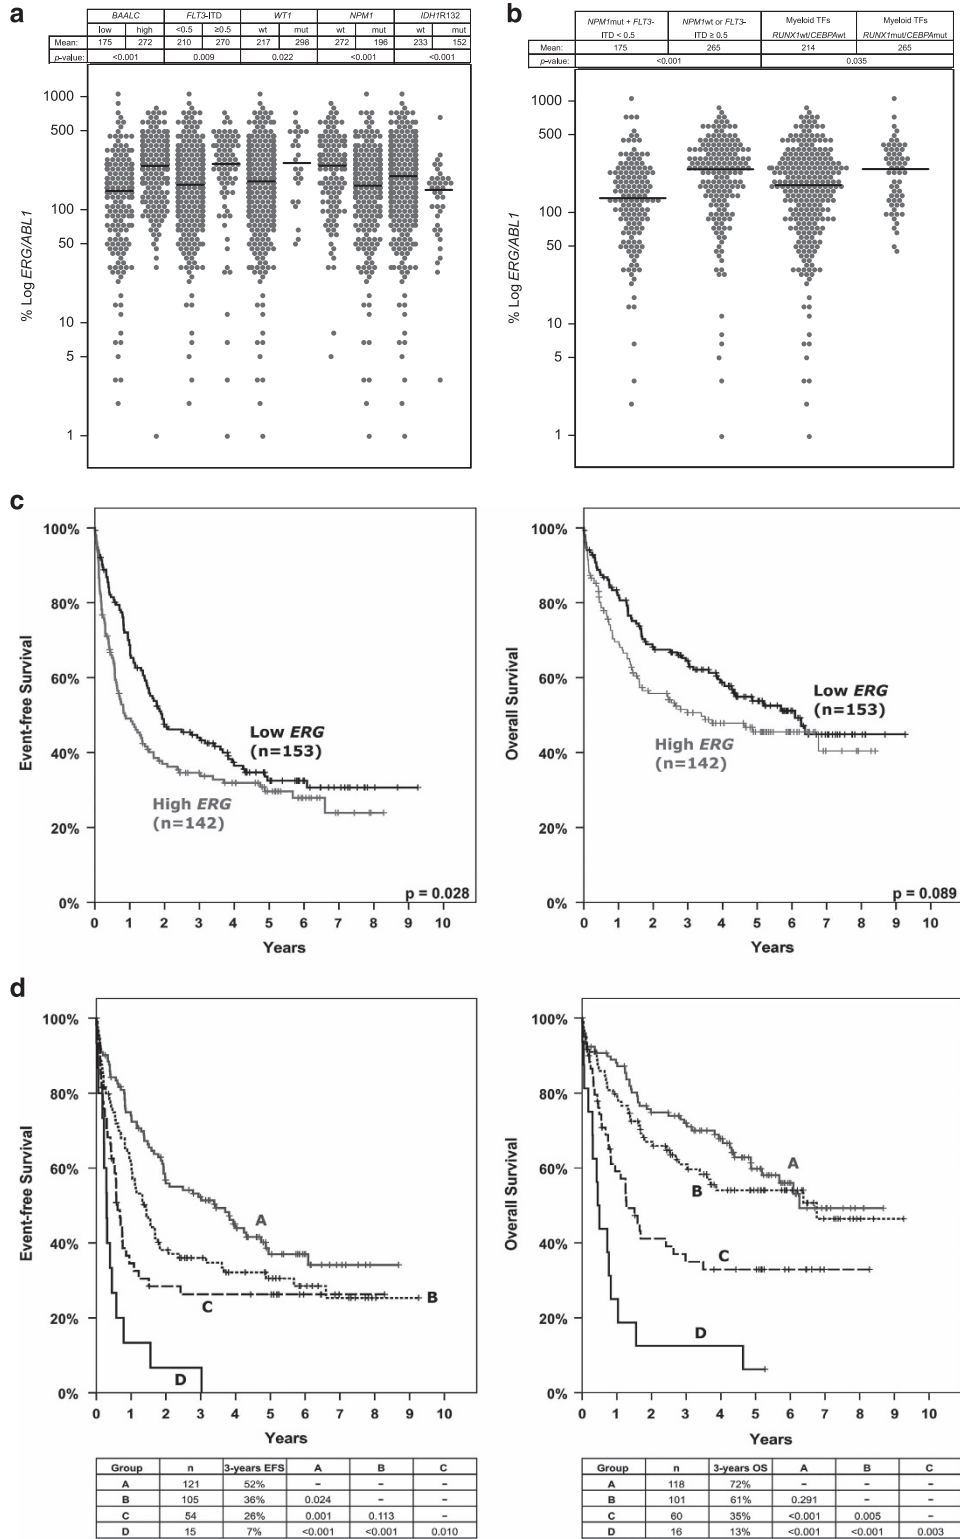 a
BAALC FLT3-ITD WT1 NPM1 IDH1R132
low high <0.5 ≥0.5 wt mut wt mut wt mut
Mean: 175 272 210 270 217 298 272 196 233 152
p-value: <0.001 0.009 0.022 <0.001 <0.001
% Log ERG/ABL1
1000
500
100
50
10
5
1
b
NPM1mut + FLT3- NPM1wt or FLT3- Myeloid TFs Myeloid TFs
ITD < 0.5 ITD ≥ 0.5 RUNX1wt/CEBPAwt RUNX1mut/CEBPAmut
Mean: 175 265 214 265
p-value: <0.001 0.035
% Log ERG/ABL1
1000
500
100
50
10
5
1
c
Event-free Survival
100%
80%
60%
40%
20%
0%
Low ERG
(n=153)
High ERG
(n=142)
p = 0.028
0 1 2 3 4 5 6 7 8 9 10
Years
Overall Survival
100%
80%
60%
40%
20%
0%
Low ERG
(n=153)
High ERG
(n=142)
p = 0.089
0 1 2 3 4 5 6 7 8 9 10
Years
d
Event-free Survival
100%
80%
60%
40%
20%
0%
A
B
C
D
0 1 2 3 4 5 6 7 8 9 10
Years
Group n 3-years EFS A B C
A 121 52% – – –
B 105 36% 0.024 – –
C 54 26% 0.001 0.113 –
D 15 7% <0.001 <0.001 0.010
Overall Survival
100%
80%
60%
40%
20%
0%
A
B
C
D
0 1 2 3 4 5 6 7 8 9 10
Years
Group n 3-years OS A B C
A 118 72% – – –
B 101 61% 0.291 – –
C 60 35% <0.001 0.005 –
D 16 13% <0.001 <0.001 0.003